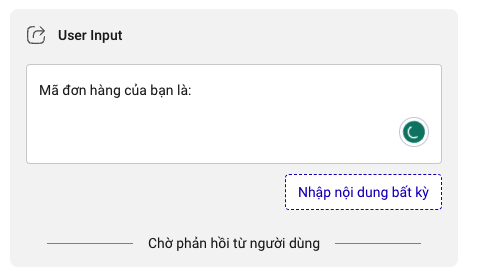 User Input
Mã đơn hàng của bạn là:
Nhập nội dung bất kỳ
Chờ phản hồi từ người dùng